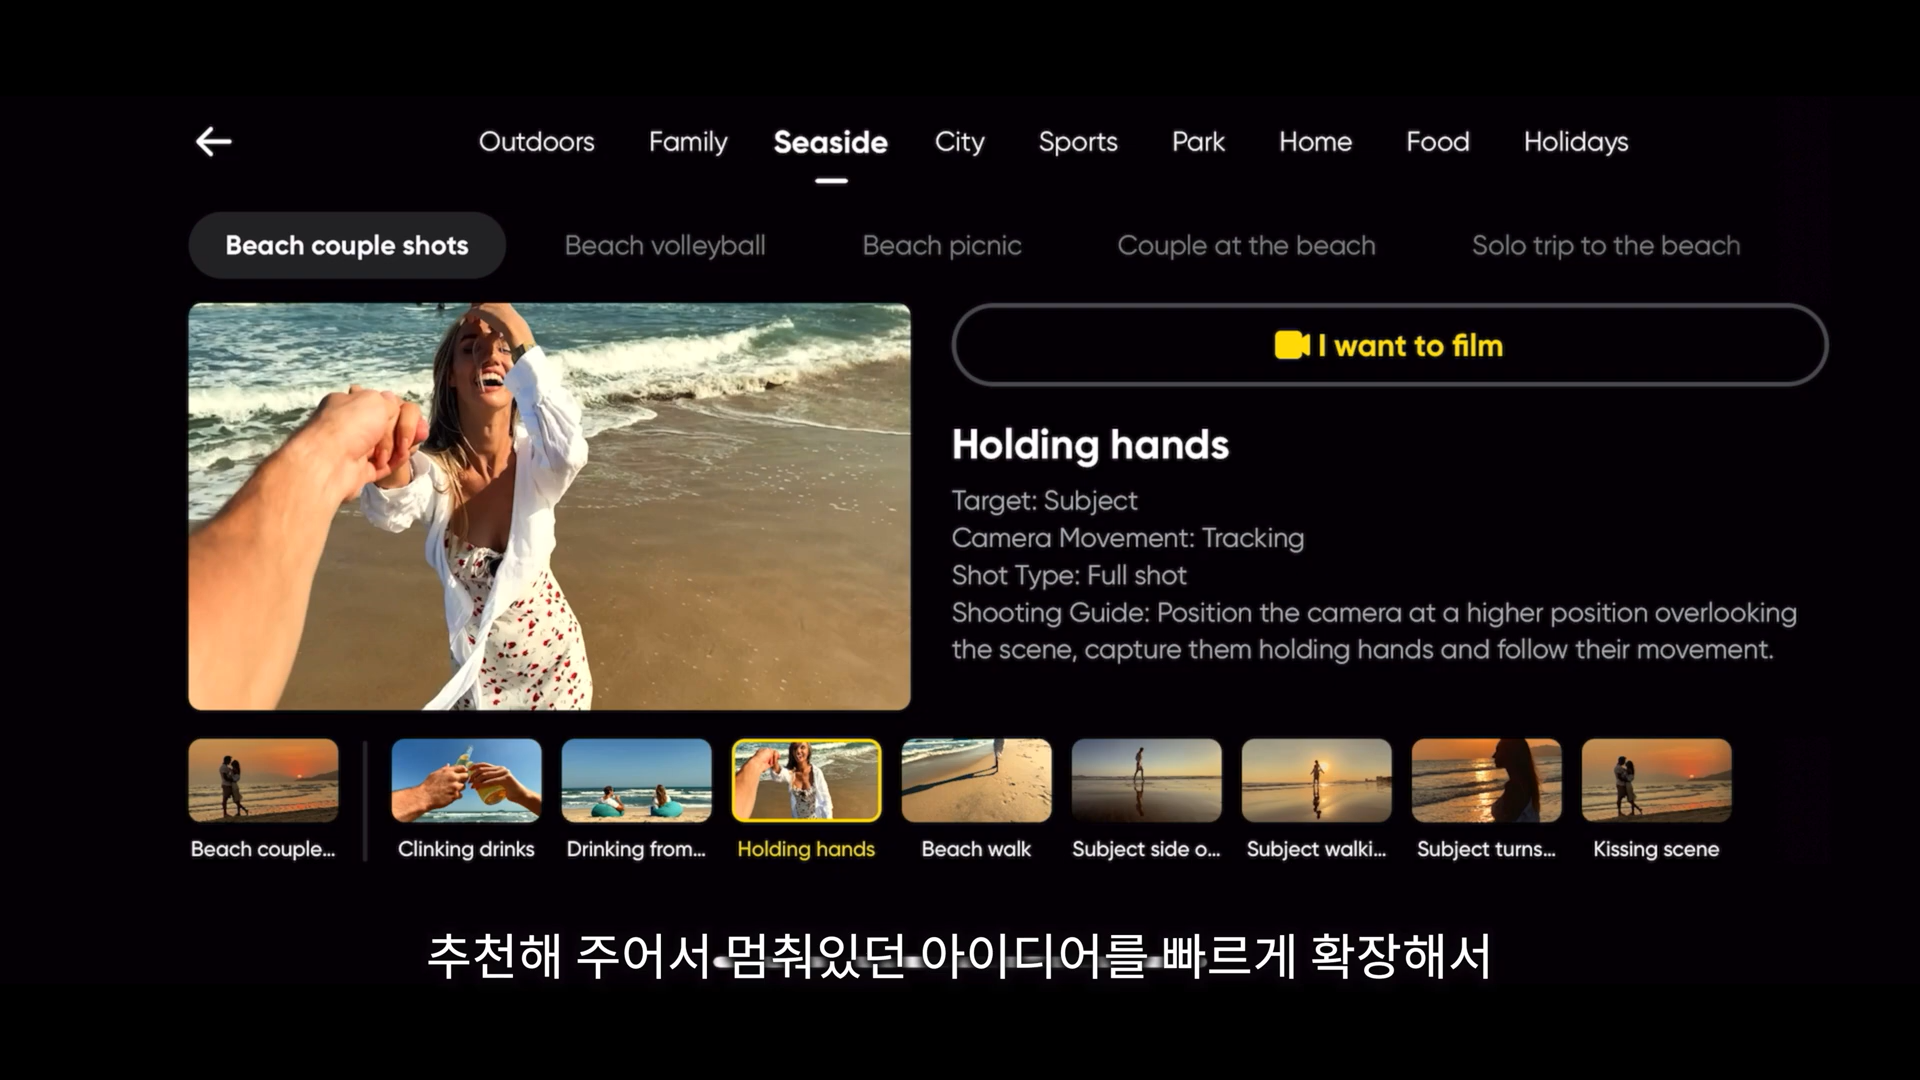 Outdoors Family Seaside City Sports Park Home Food Holidays
Beach couple shots Beach volleyball Beach picnic Couple at the beach Solo trip to the beach
I want to film
Holding hands
Target: Subject
Camera Movement: Tracking
Shot Type: Full shot
Shooting Guide: Position the camera at a higher position overlooking
the scene, capture them holding hands and follow their movement.
Beach couple... Clinking drinks Drinking from... Holding hands Beach walk Subject side o... Subject walki... Subject turns... Kissing scene
추천해 주어서 멈춰있던 아이디어를 빠르게 확장해서